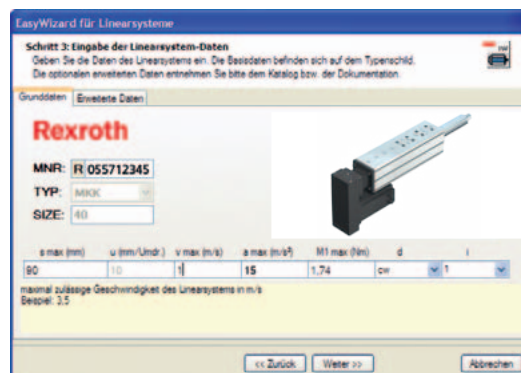 EasyWizard für Linearsysteme
Schritt 3: Eingabe der Linearsystem-Daten
Geben Sie die Daten des Linearsystems ein. Die Basisdaten befinden sich auf dem Typenschild.
Die optionalen erweiterten Daten entnehmen Sie bitte dem Katalog bzw. der Dokumentation.
Grunddaten Erweiterte Daten
Rexroth
MNR: R 055712345
TYP: MKK
SIZE: 40
s max (mm) u (mm/Umdr.) v max (m/s) a max (m/s²) M1 max (Nm) d i
90 10 1 15 1,74 cw 1
maximal zulässige Geschwindigkeit des Linearsystems in m/s
Beispiel: 3,5
<< Zurück Weiter >> Abbrechen